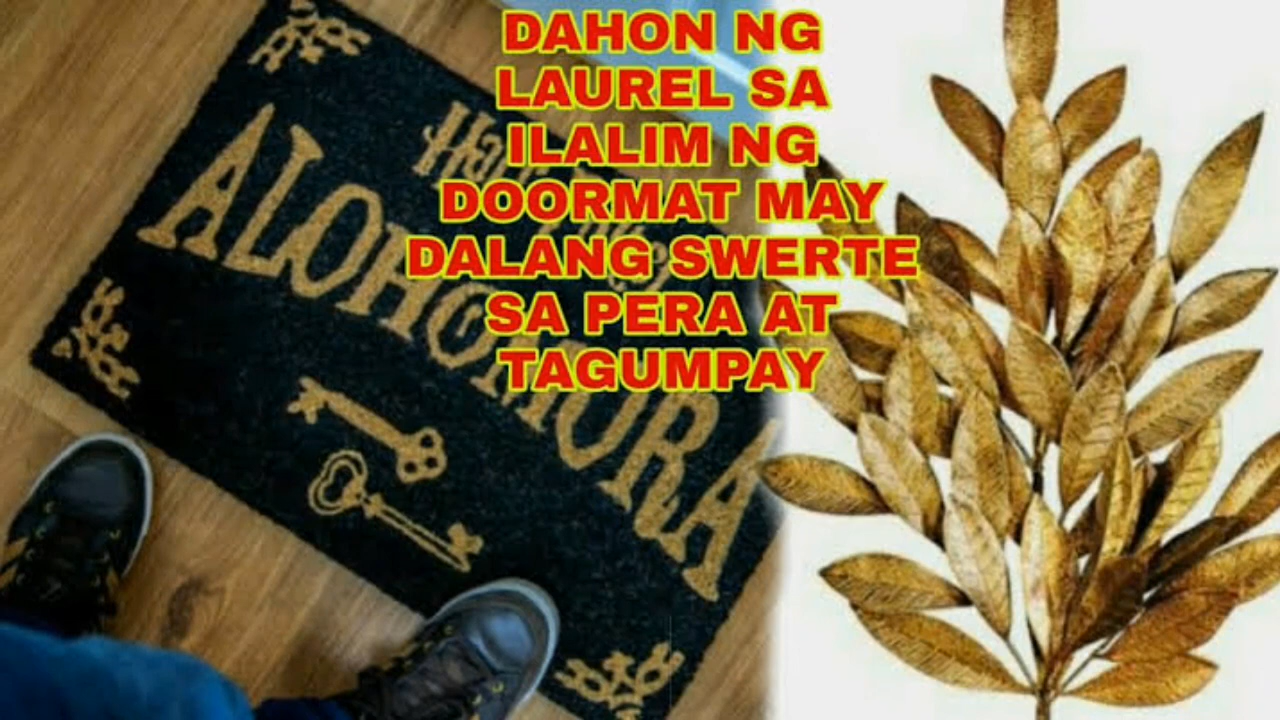 DAHON NG
LAUREL SA
ILALIM NG
DOORMAT MAY
DALANG SWERTE
SA PERA AT
TAGUMPAY
ALOHOMORA